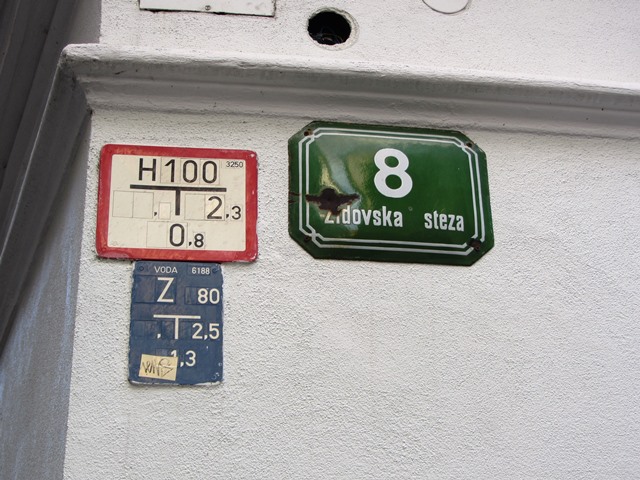 H100 3250
, 2,3
0,8
8
Židovska steza
VODA 6188
Z 80
, 2,5
1,3